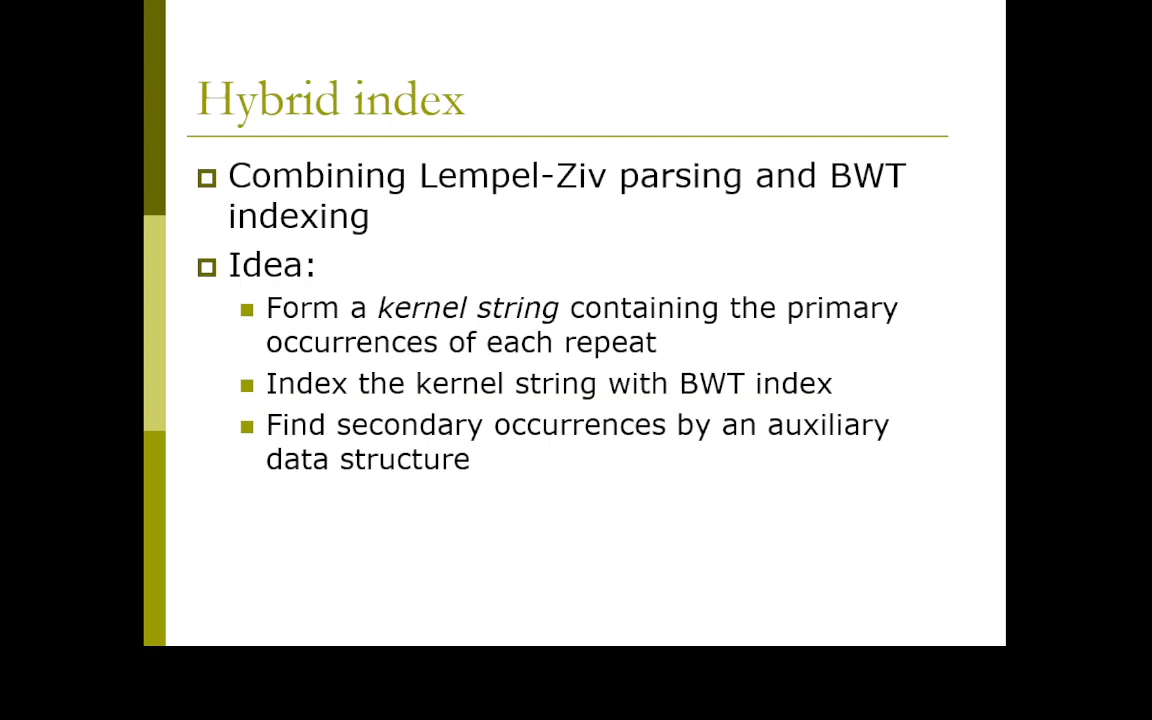 Hybrid index
Combining Lempel-Ziv parsing and BWT
indexing
Idea:
Form a kernel string containing the primary
occurrences of each repeat
Index the kernel string with BWT index
Find secondary occurrences by an auxiliary
data structure